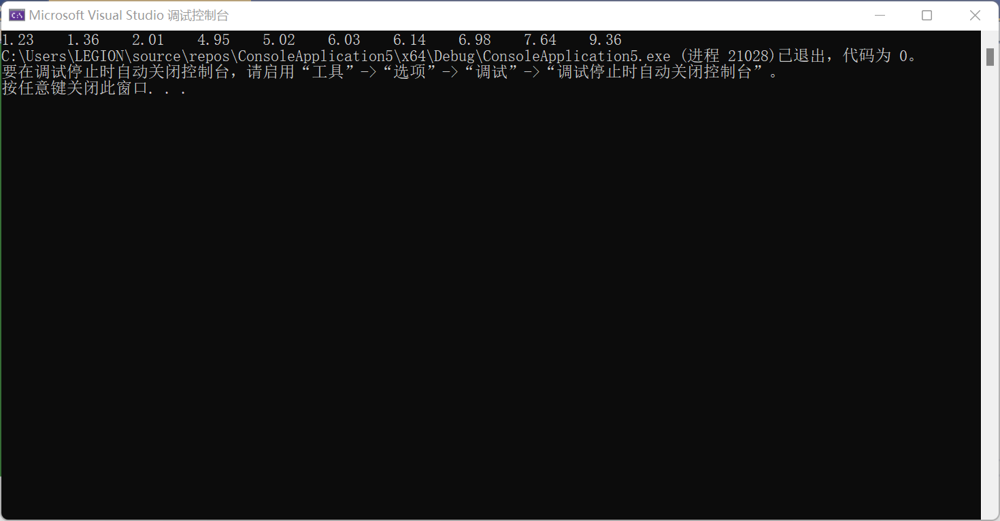 Microsoft Visual Studio 调试控制台
1.23    1.36    2.01    4.95    5.02    6.03    6.14    6.98    7.64    9.36
C:\Users\LEGION\source\repos\ConsoleApplication5\x64\Debug\ConsoleApplication5.exe (进程 21028)已退出，代码为 0。
要在调试停止时自动关闭控制台，请启用“工具”->“选项”->“调试”->“调试停止时自动关闭控制台”。
按任意键关闭此窗口. . .